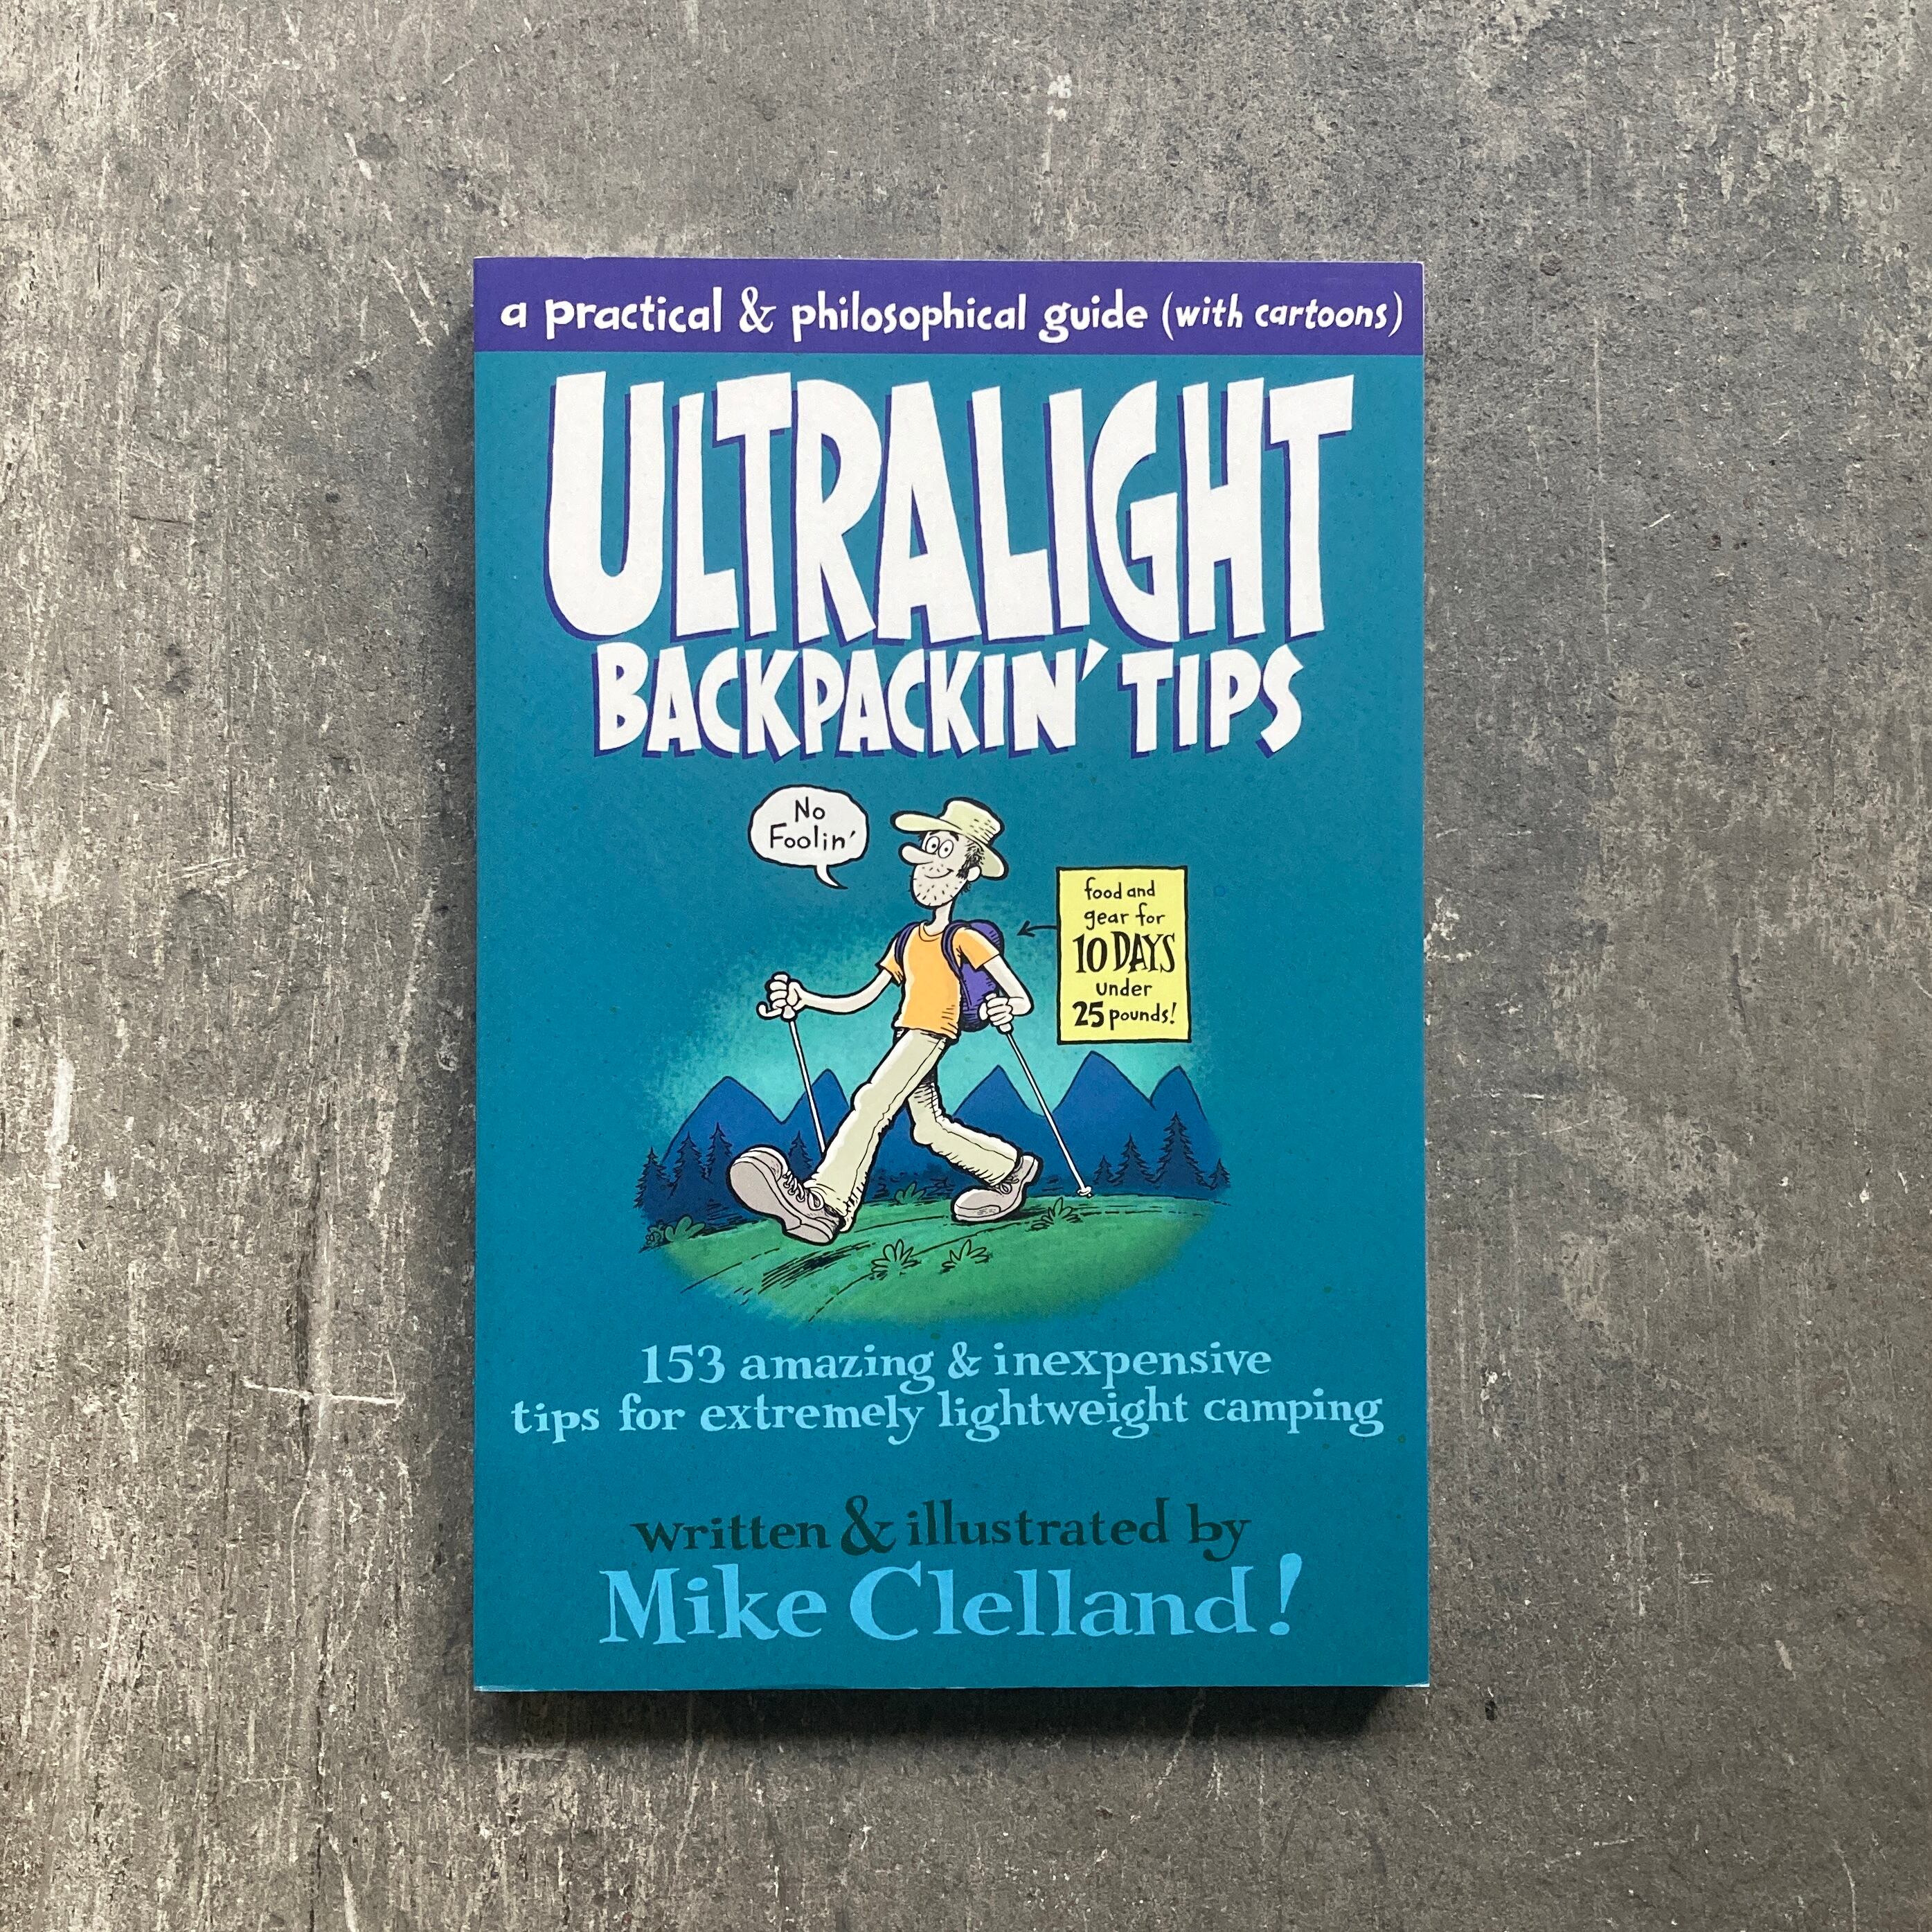 a practical & philosophical guide (with cartoons)
ULTRALIGHT
BACKPACKIN' TIPS
No
Foolin'
food and
gear for
10 DAYS
under
25 pounds!
153 amazing & inexpensive
tips for extremely lightweight camping
written & illustrated by
Mike Clelland!